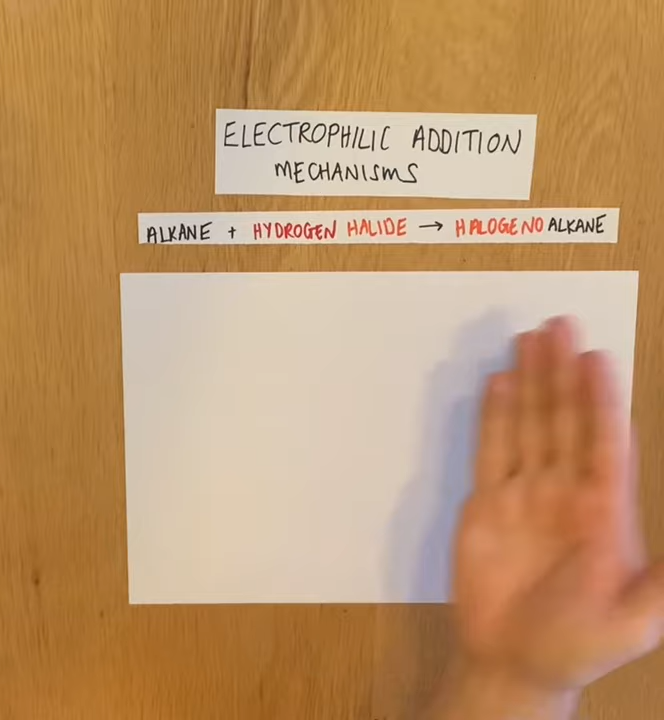 ELECTROPHILIC ADDITION
MECHANISMS
ALKANE + HYDROGEN HALIDE → HALOGENOALKANE